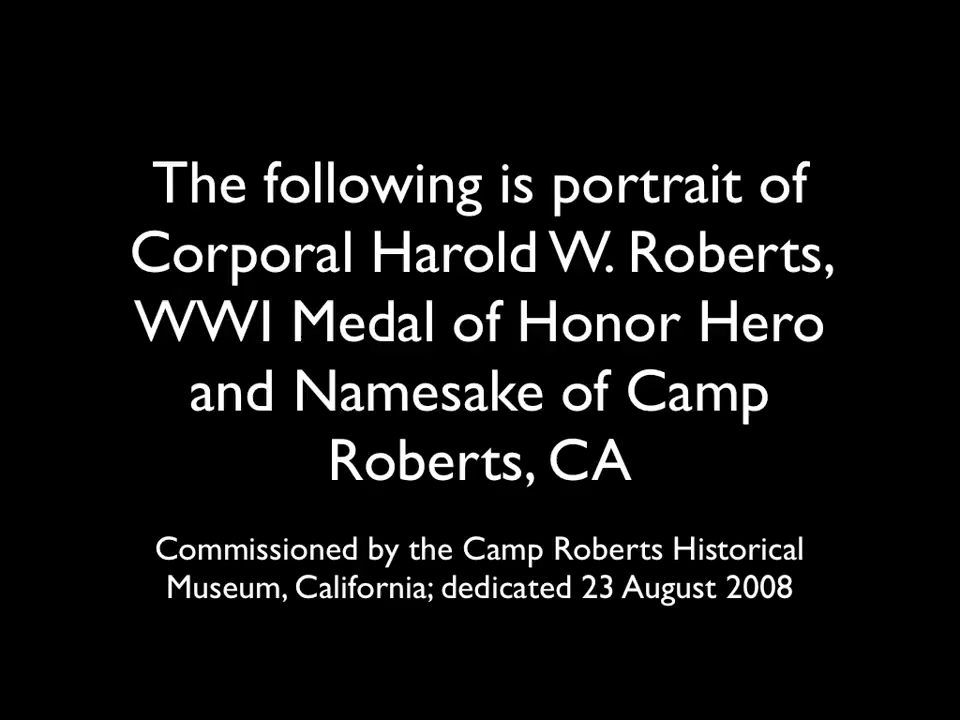 The following is portrait of
Corporal Harold W. Roberts,
WWI Medal of Honor Hero
and Namesake of Camp
Roberts, CA
Commissioned by the Camp Roberts Historical
Museum, California; dedicated 23 August 2008